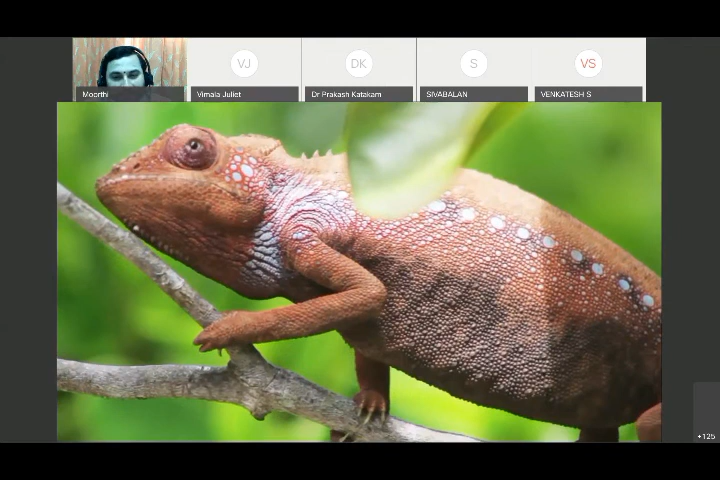 VJ
DK
S
VS
Moorthi
Vimala Juliet
Dr Prakash Katakam
SIVABALAN
VENKATESH S
+125